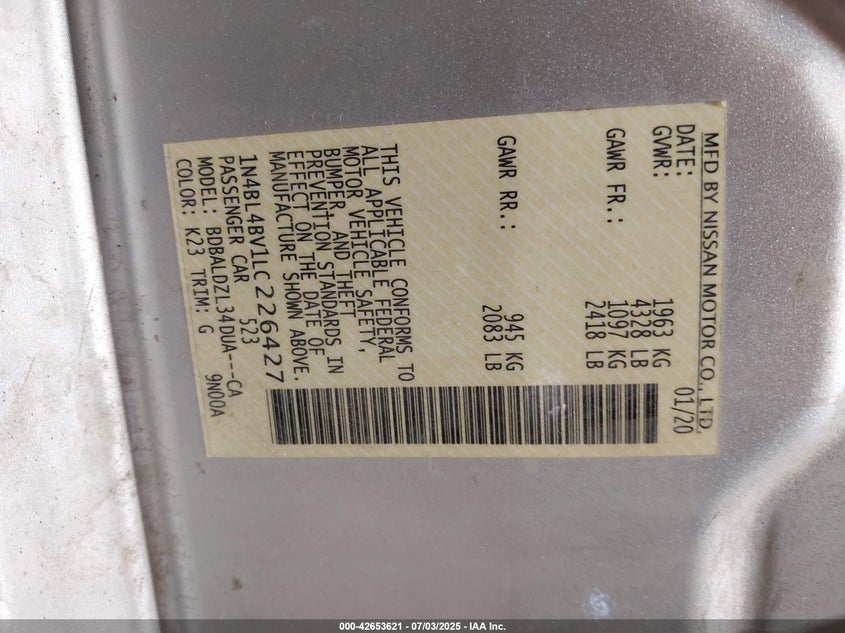 MFD BY NISSAN MOTOR CO., LTD.
DATE: 01/20
GVWR: 1963 KG
4328 LB
GAWR FR.: 1097 KG
2418 LB
GAWR RR.: 945 KG
2083 LB
THIS VEHICLE CONFORMS TO
ALL APPLICABLE FEDERAL
MOTOR VEHICLE SAFETY,
BUMPER, AND THEFT
PREVENTION STANDARDS IN
EFFECT ON THE DATE OF
MANUFACTURE SHOWN ABOVE.
1N4BL4BV1LC226427
PASSENGER CAR 523
MODEL: BDBALDZL34DUA---CA
COLOR: K23 TRIM: G 9N00A
000-42653621 - 07/03/2025 - IAA Inc.